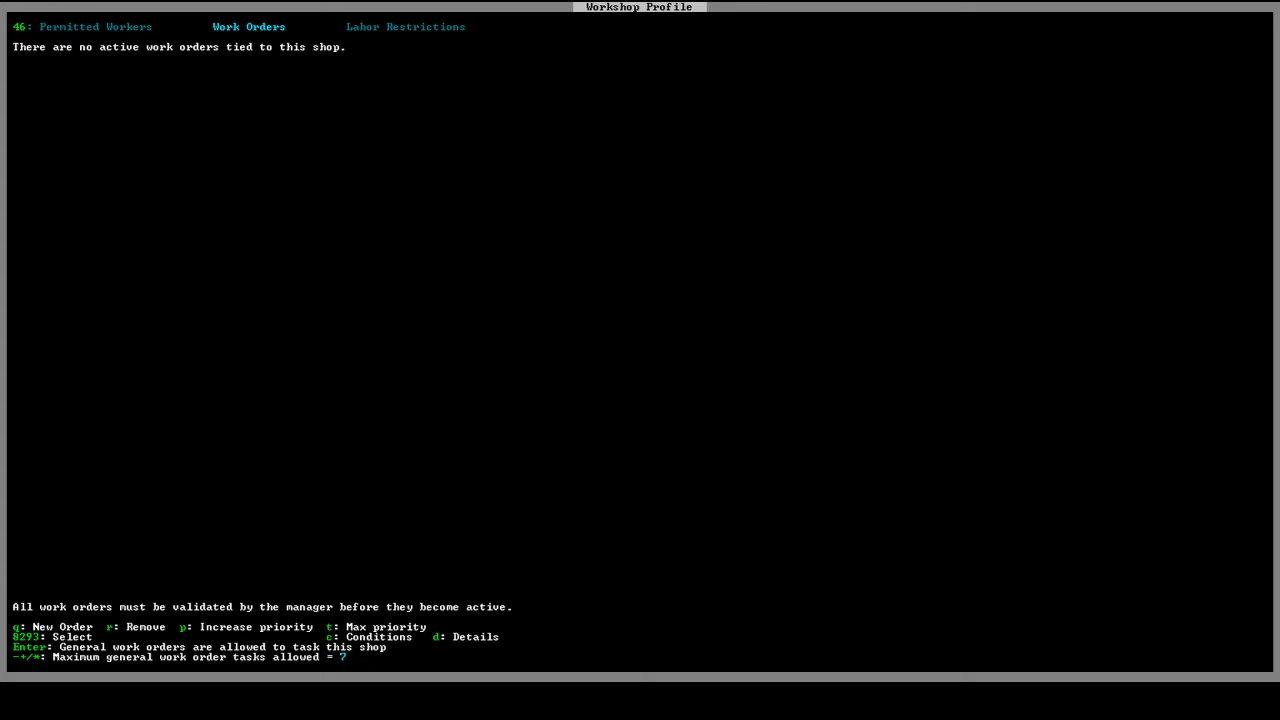 Workshop Profile
46: Permitted Workers Work Orders Labor Restrictions
There are no active work orders tied to this shop.
All work orders must be validated by the manager before they become active.
q: New Order r: Remove p: Increase priority t: Max priority
8293: Select c: Conditions d: Details
Enter: General work orders are allowed to task this shop
-+/*: Maximum general work order tasks allowed = 7